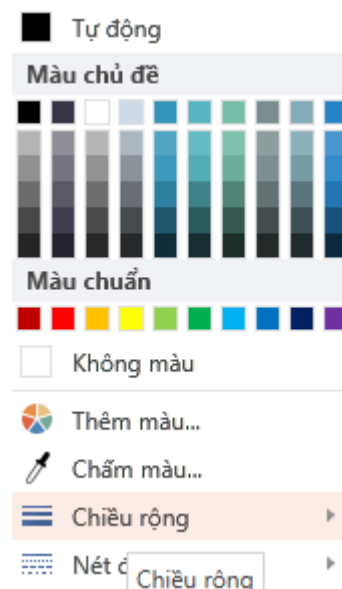 Tự động
Màu chủ đề
Màu chuẩn
Không màu
Thêm màu...
Chấm màu...
Chiều rộng
Nét
Chiều rộng